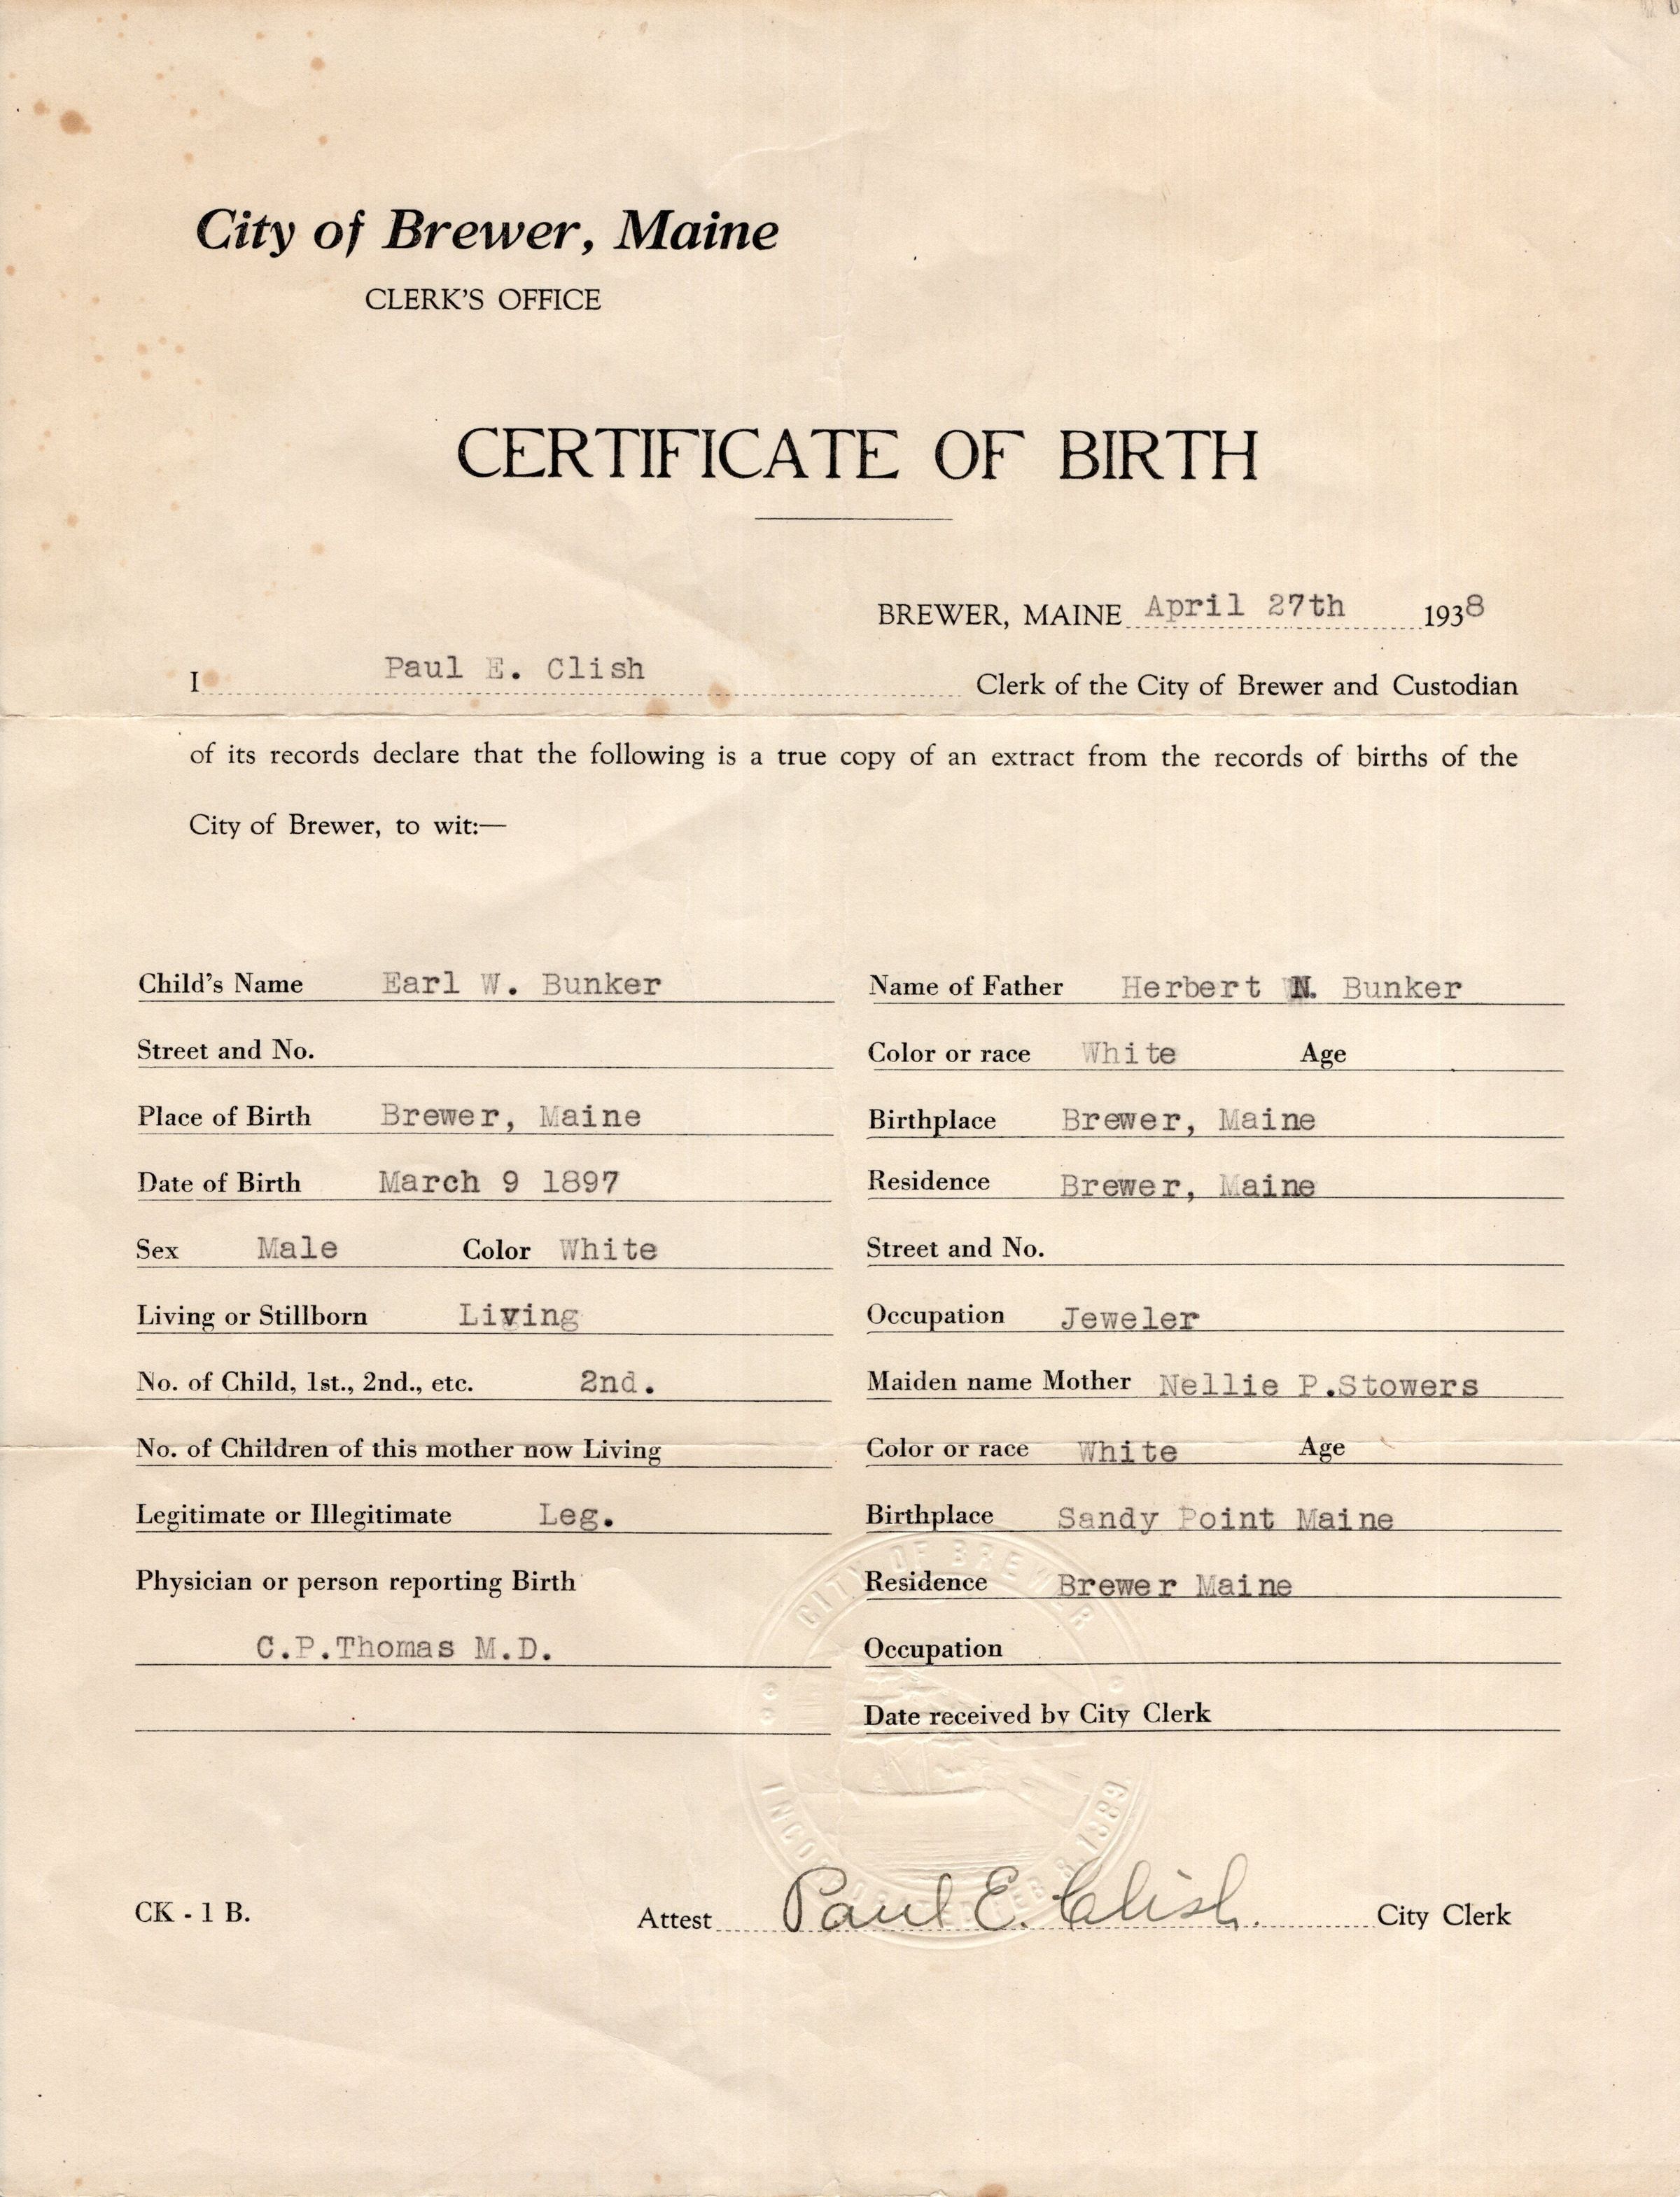 City of Brewer, Maine
CLERK'S OFFICE
CERTIFICATE OF BIRTH
BREWER, MAINE April 27th 1938
I Paul E. Clish Clerk of the City of Brewer and Custodian
of its records declare that the following is a true copy of an extract from the records of births of the
City of Brewer, to wit:—
Child's Name Earl W. Bunker
Street and No.
Place of Birth Brewer, Maine
Date of Birth March 9 1897
Sex Male Color White
Living or Stillborn Living
No. of Child, 1st., 2nd., etc. 2nd.
No. of Children of this mother now Living
Legitimate or Illegitimate Leg.
Physician or person reporting Birth
C.P.Thomas M.D.
Name of Father Herbert N. Bunker
Color or race White Age
Birthplace Brewer, Maine
Residence Brewer, Maine
Street and No.
Occupation Jeweler
Maiden name Mother Nellie P.Stowers
Color or race White Age
Birthplace Sandy Point Maine
Residence Brewer Maine
Occupation
Date received by City Clerk
CITY OF BREWER
1889
CK - 1 B.
Attest Paul E. Clish. City Clerk